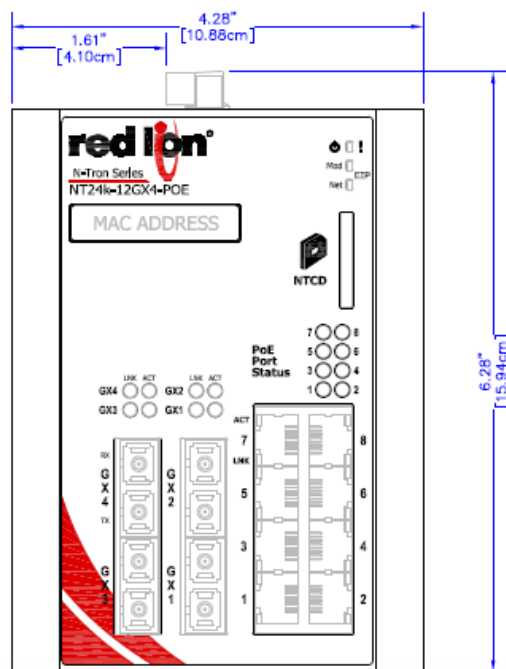 4.28"
[10.88cm]
1.61"
[4.10cm]
red lion®
N-Tron Series
NT24k-12GX4-POE
!
Mod
Net
EIP
MAC ADDRESS
NTCD
PoE
Port
Status
7 8
5 6
3 4
1 2
LNK ACT LNK ACT
GX4 GX2
GX3 GX1
6.28"
[15.94cm]
ACT
7 8
LNK
5 6
3 4
1 2
RX
GX4
TX
GX2
GX3
GX1